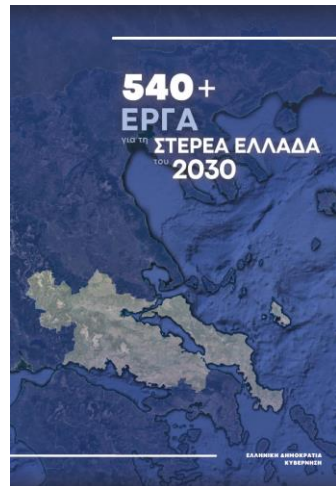 540+
ΕΡΓΑ
για τη ΣΤΕΡΕΑ ΕΛΛΑΔΑ
του 2030
ΕΛΛΗΝΙΚΗ ΔΗΜΟΚΡΑΤΙΑ
ΚΥΒΕΡΝΗΣΗ